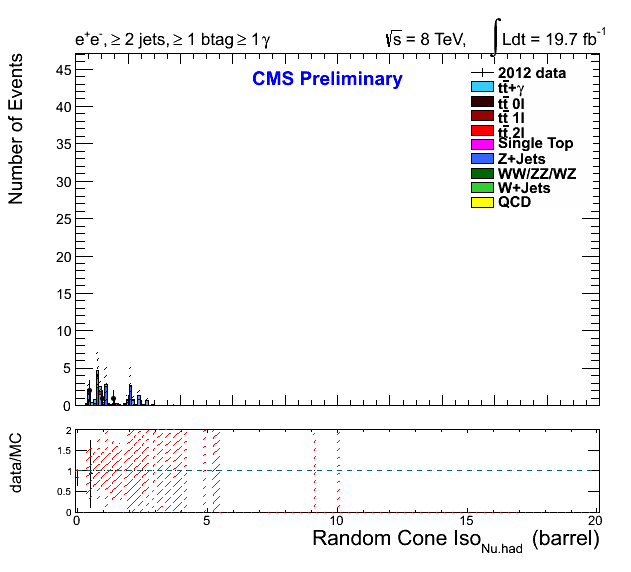 e⁺e⁻, ≥ 2 jets, ≥ 1 btag ≥ 1 γ
√s = 8 TeV, ∫ Ldt = 19.7 fb⁻¹
CMS Preliminary
2012 data
tt̄+γ
tt̄ 0l
tt̄ 1l
tt̄ 2l
Single Top
Z+Jets
WW/ZZ/WZ
W+Jets
QCD
Number of Events
45
40
35
30
25
20
15
10
5
0
data/MC
2
1.5
1
0.5
0
0 5 10 15 20
Random Cone Iso_Nu.had (barrel)